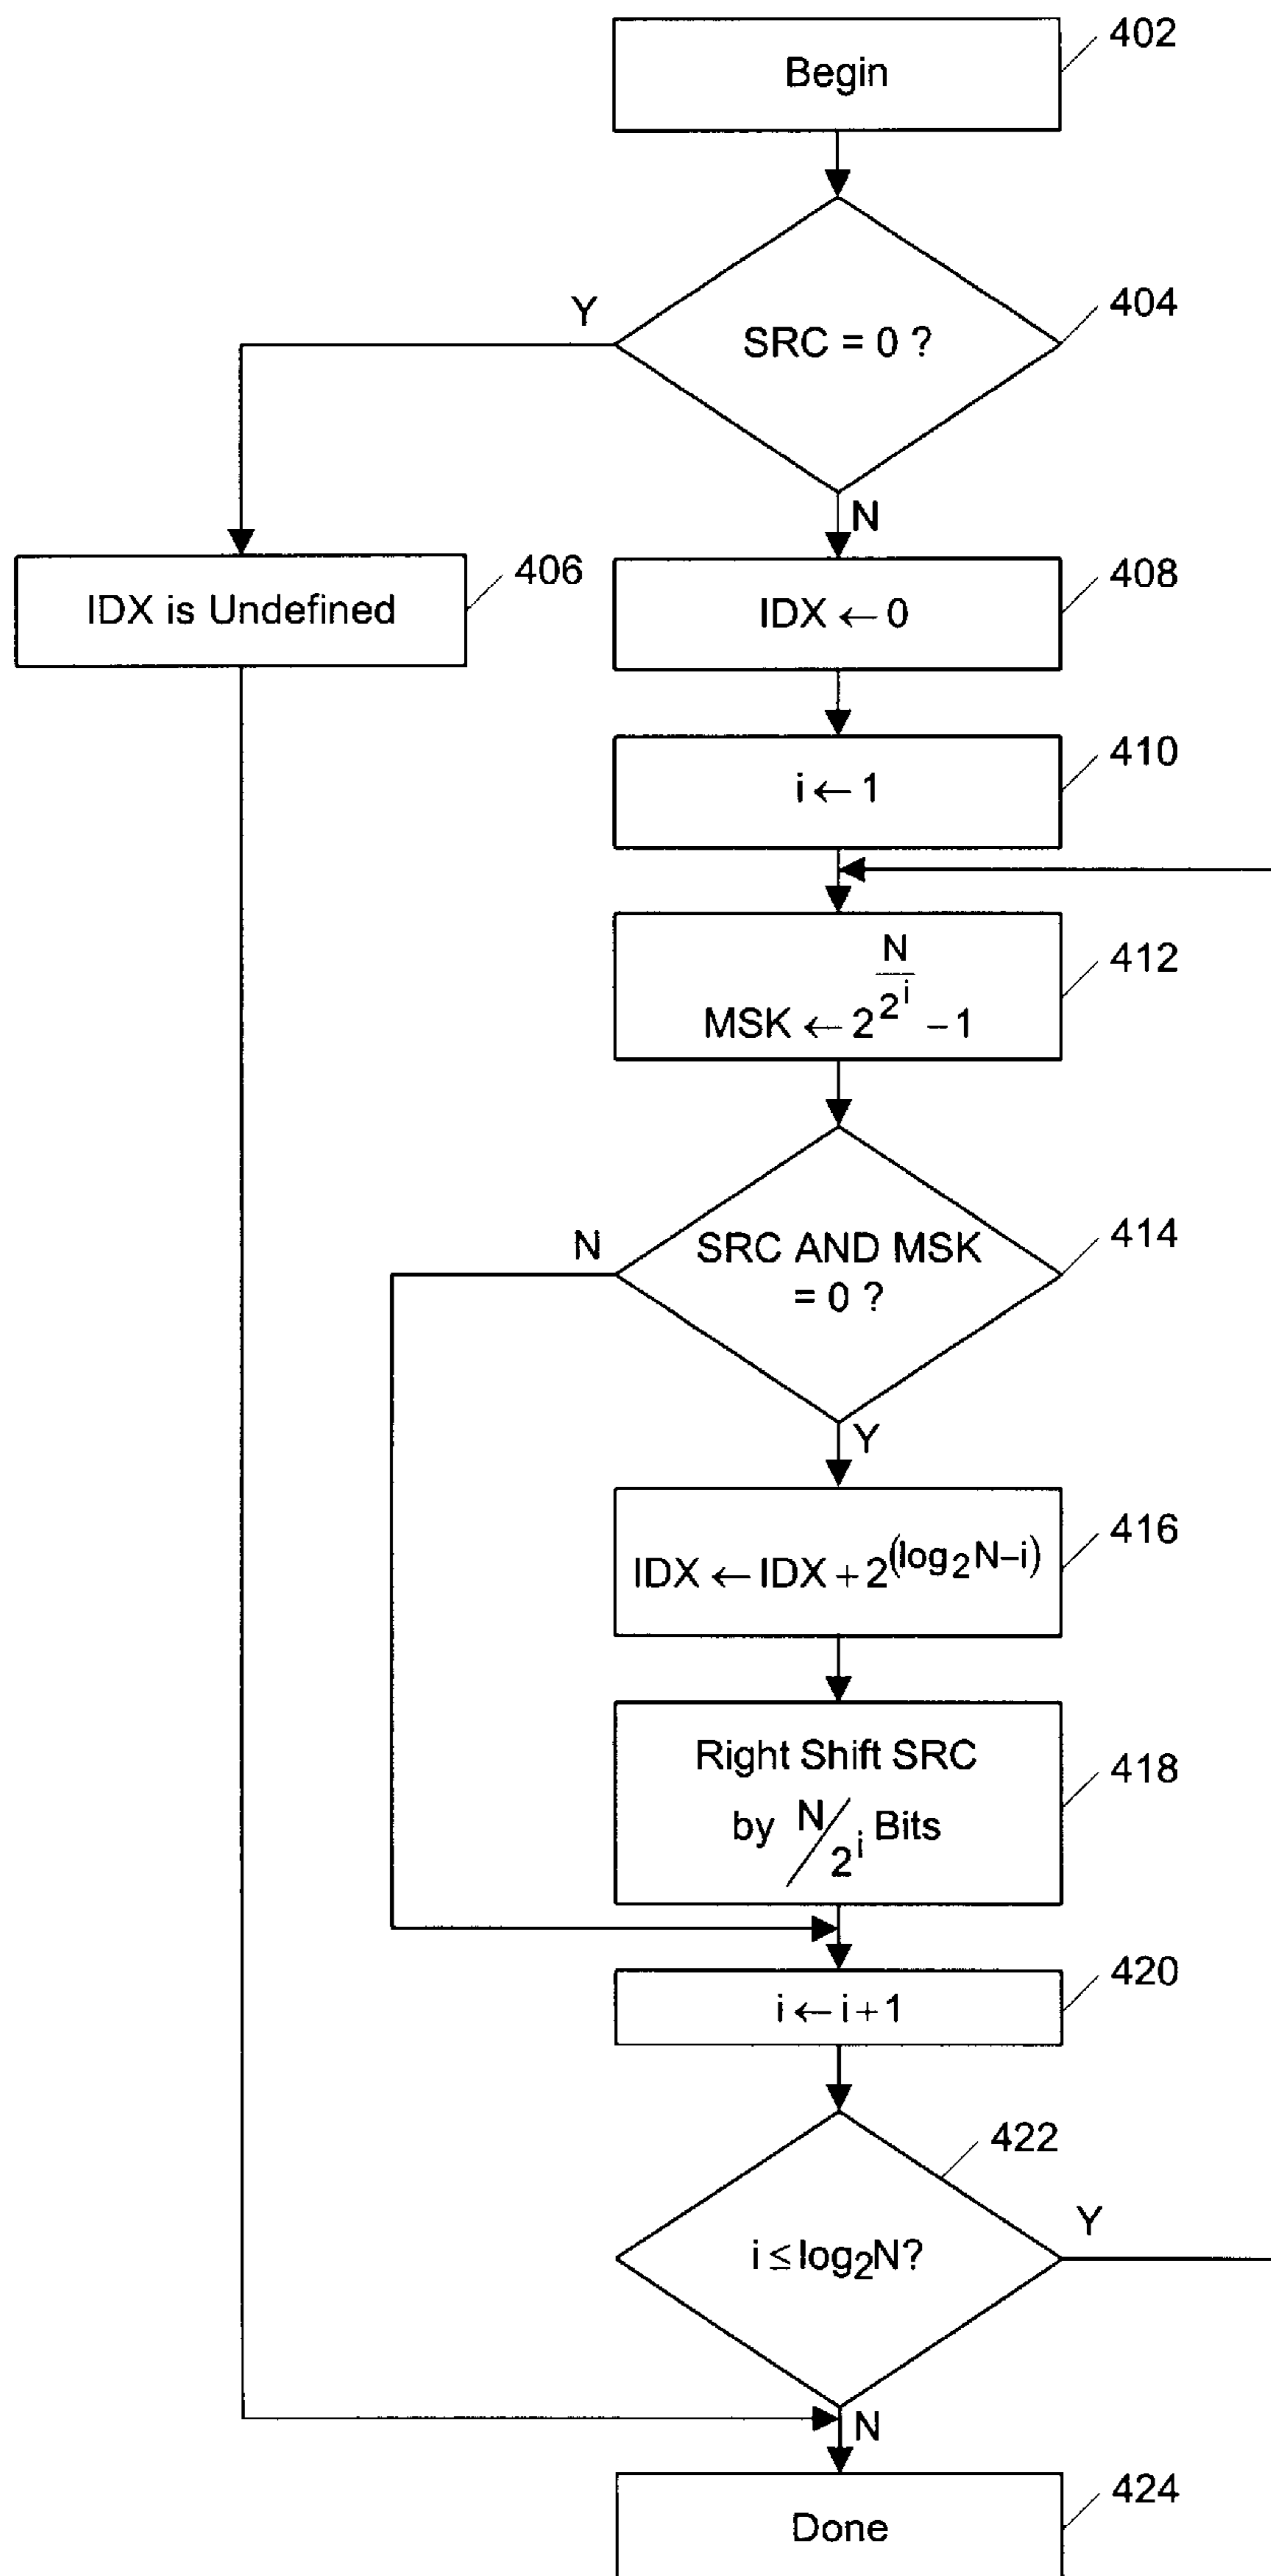 Begin
402
SRC = 0 ?
404
Y
N
IDX is Undefined
406
IDX ← 0
408
i ← 1
410
MSK ← 2^(N/2^i) − 1
412
SRC AND MSK
= 0 ?
414
N
Y
IDX ← IDX + 2^(log₂N−i)
416
Right Shift SRC
by N/2^i Bits
418
i ← i + 1
420
i ≤ log₂N?
422
Y
N
Done
424